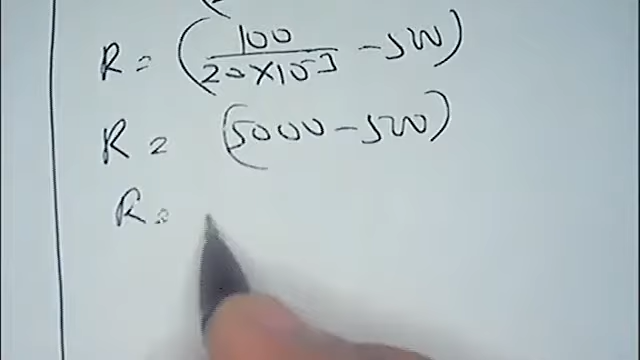 R = (100/20×10⁻³ - 500)
R = (5000 - 500)
R =